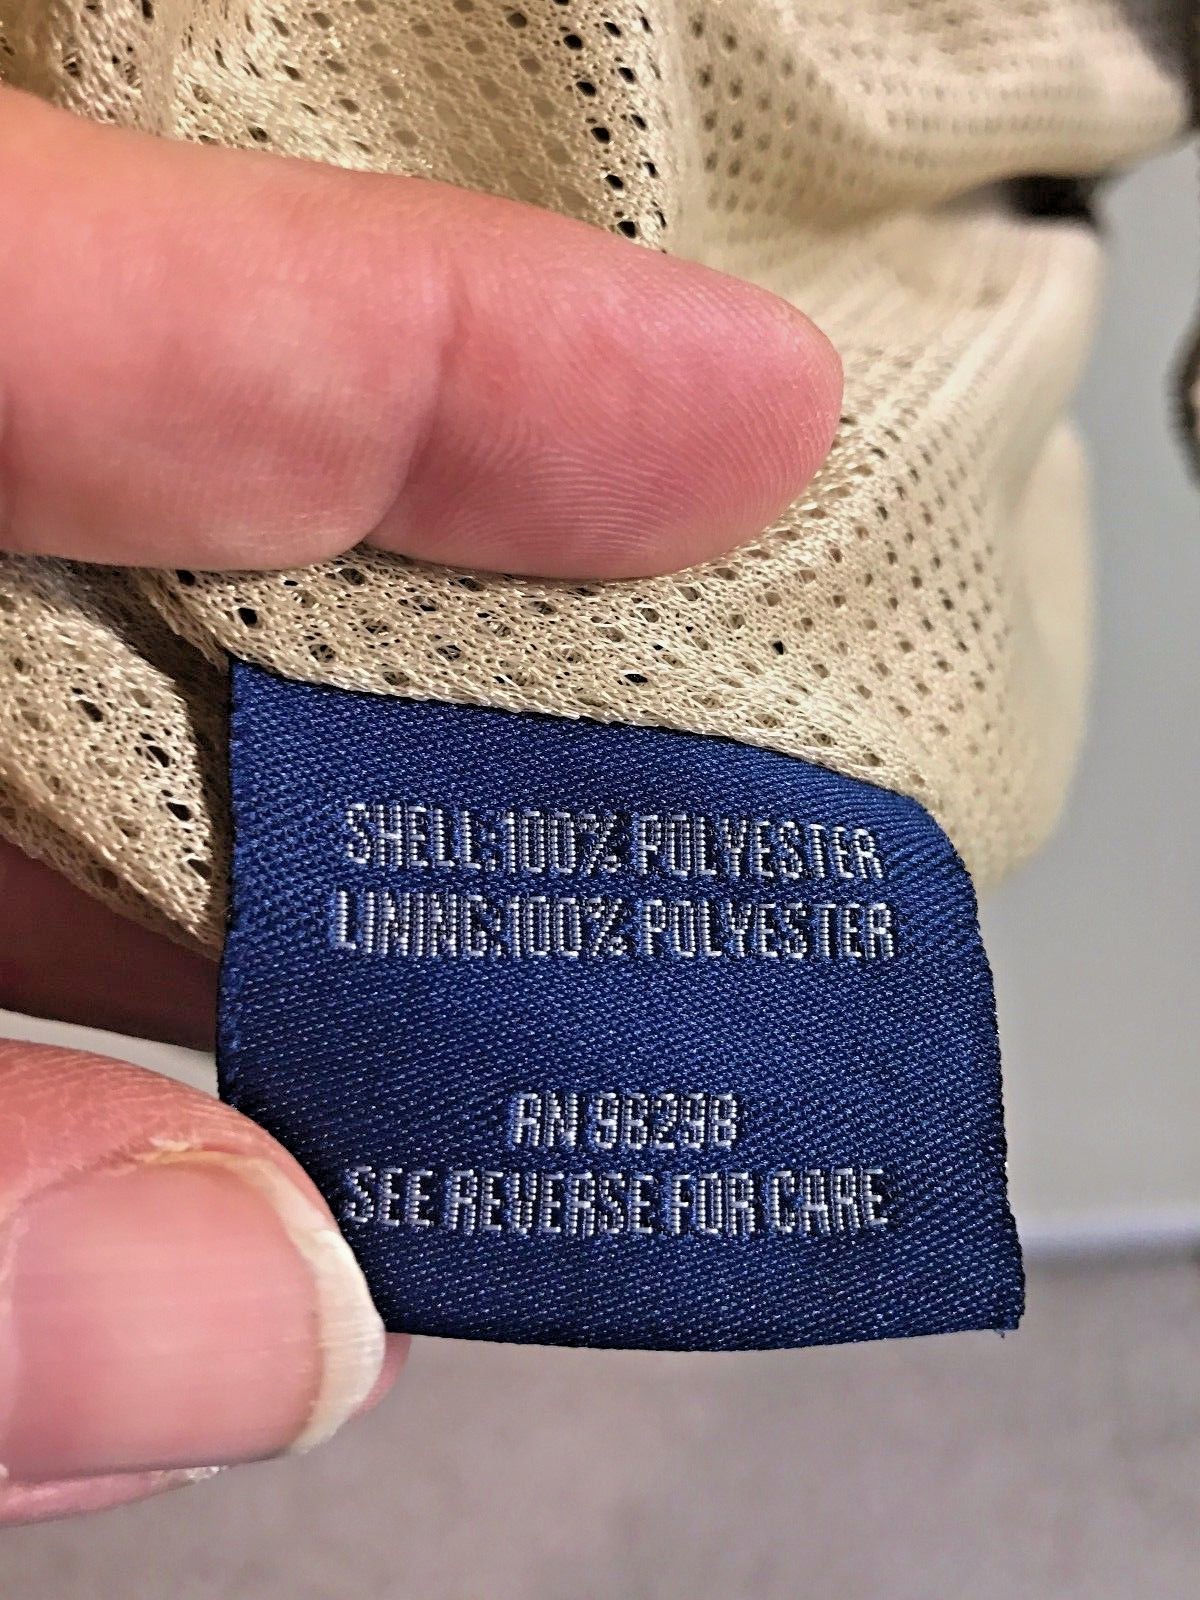 SHELL:100% POLYESTER
LINING:100% POLYESTER
RN 96298
SEE REVERSE FOR CARE